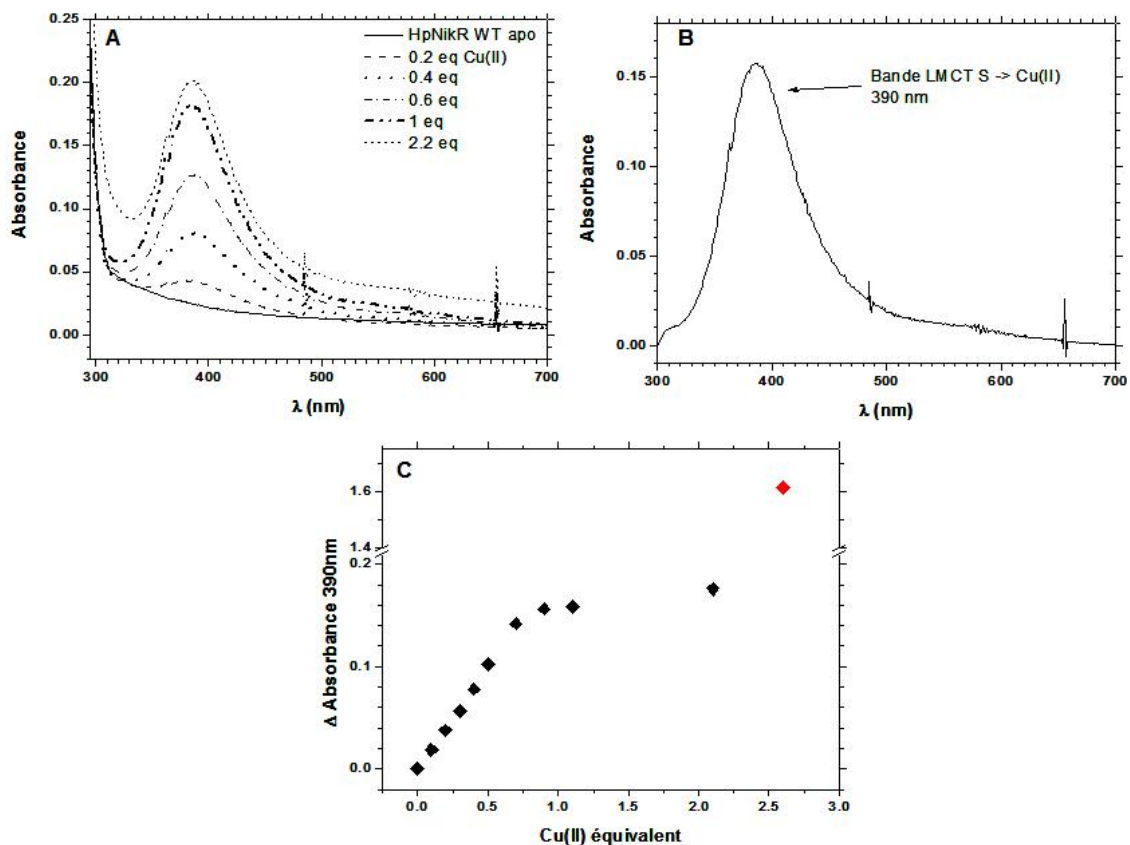 A
HpNikR WT apo
0.2 eq Cu(II)
0.4 eq
0.6 eq
1 eq
2.2 eq
0.25
0.20
0.15
0.10
0.05
0.00
Absorbance
300 400 500 600 700
λ (nm)
B
Bande LMCT S -> Cu(II)
390 nm
0.15
0.10
0.05
0.00
Absorbance
300 400 500 600 700
λ (nm)
C
1.6
1.4
0.2
0.1
0.0
Δ Absorbance 390nm
0.0 0.5 1.0 1.5 2.0 2.5 3.0
Cu(II) équivalent